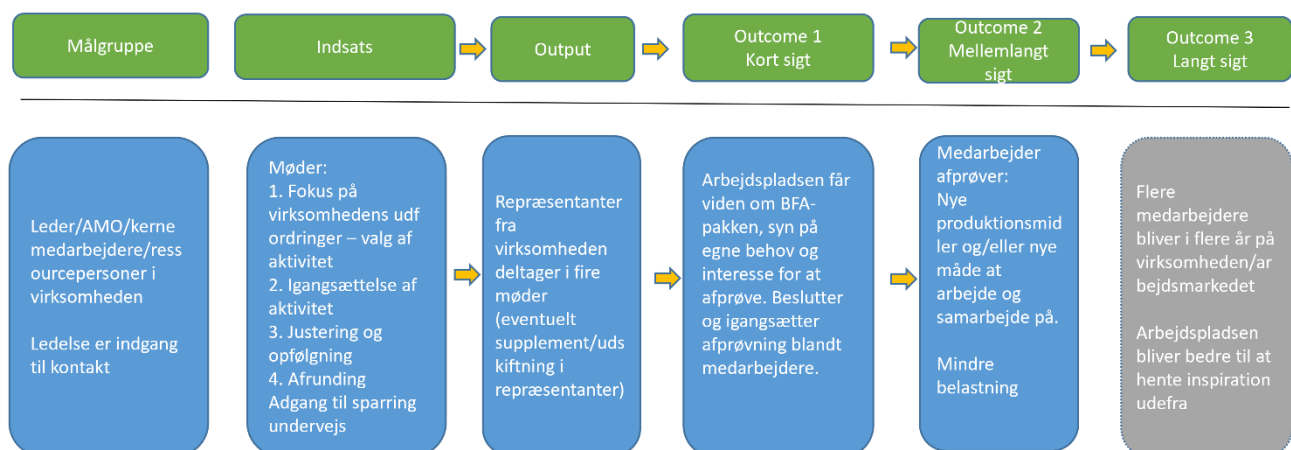 Målgruppe
Indsats
Output
Outcome 1
Kort sigt
Outcome 2
Mellemlangt
sigt
Outcome 3
Langt sigt
Leder/AMO/kerne
medarbejdere/ress
ourcepersoner i
virksomheden
Ledelse er indgang
til kontakt
Møder:
1. Fokus på
virksomhedens udf
ordringer – valg af
aktivitet
2. Igangsættelse af
aktivitet
3. Justering og
opfølgning
4. Afrunding
Adgang til sparring
undervejs
Repræsentanter
fra
virksomheden
deltager i fire
møder
(eventuelt
supplement/uds
kiftning i
repræsentanter)
Arbejdspladsen får
viden om BFA-
pakken, syn på
egne behov og
interesse for at
afprøve. Beslutter
og igangsætter
afprøvning blandt
medarbejdere.
Medarbejder
afprøver:
Nye
produktionsmid
ler og/eller nye
måde at
arbejde og
samarbejde på.
Mindre
belastning
Flere
medarbejdere
bliver i flere år på
virksomheden/ar
bejdsmarkedet
Arbejdspladsen
bliver bedre til at
hente inspiration
udefra